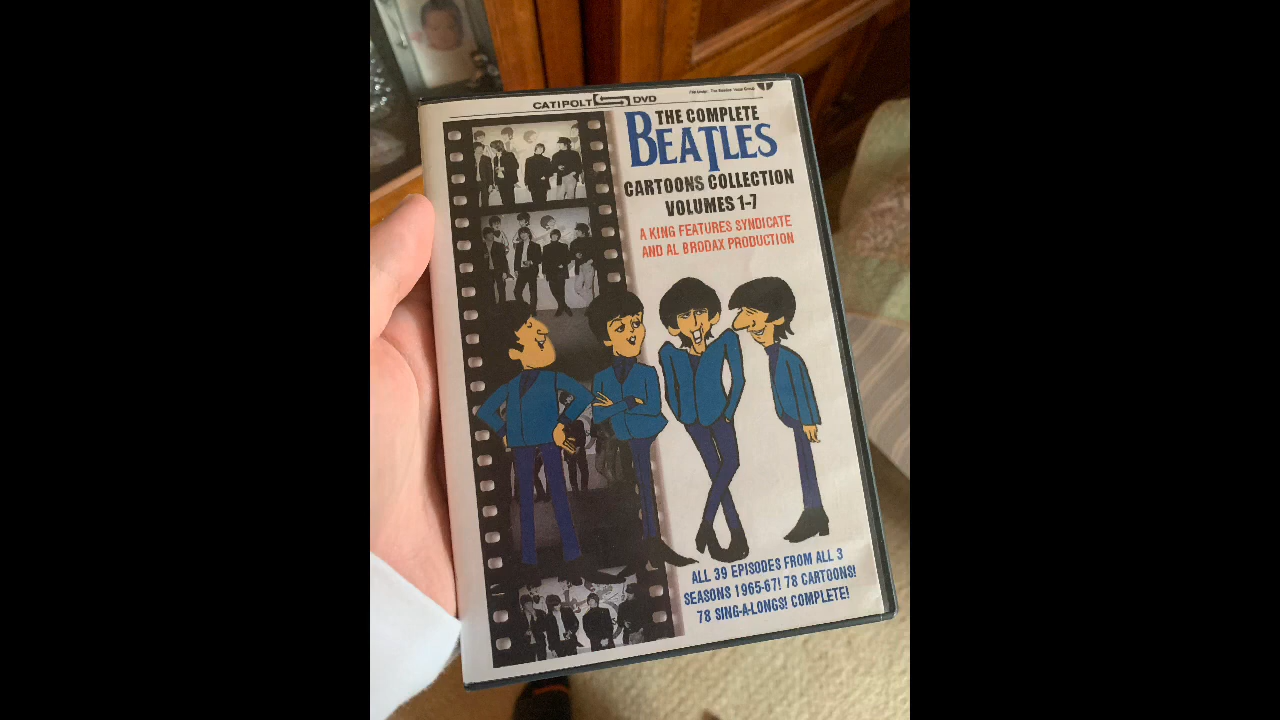 CATIPOLT DVD
THE COMPLETE
BEATLES
CARTOONS COLLECTION
VOLUMES 1-7
A KING FEATURES SYNDICATE
AND AL BRODAX PRODUCTION
ALL 39 EPISODES FROM ALL 3
SEASONS 1965-67! 78 CARTOONS!
78 SING-A-LONGS! COMPLETE!